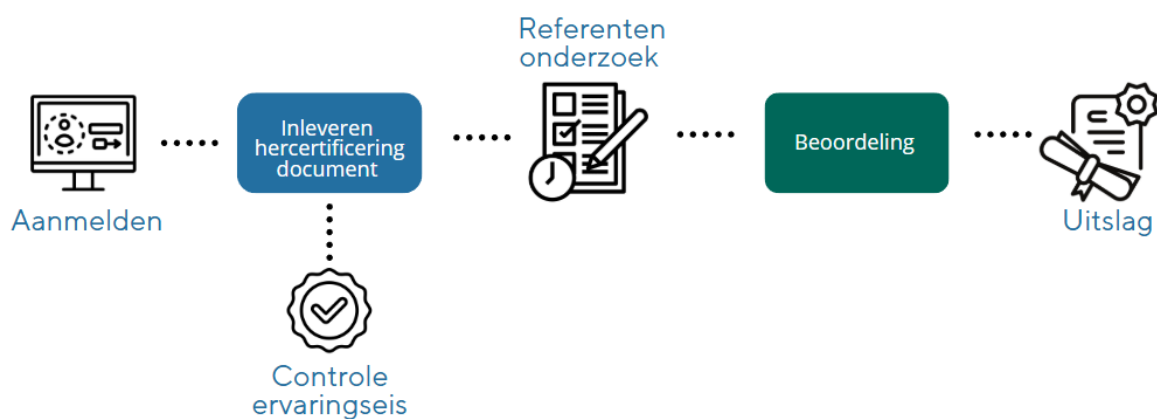 Referenten
onderzoek
Aanmelden
Inleveren
hercertificering
document
Beoordeling
Uitslag
Controle
ervaringseis